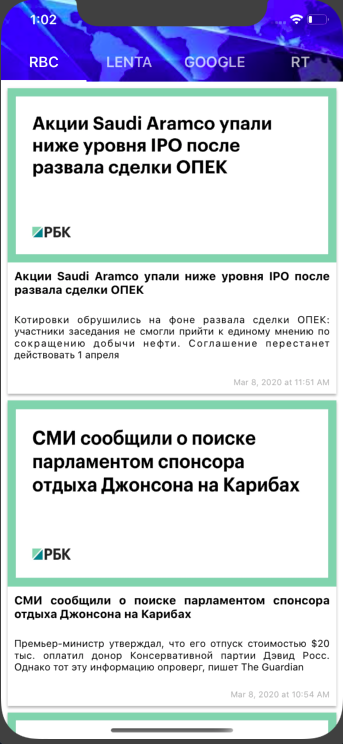 1:02
RBC LENTA GOOGLE RT
Акции Saudi Aramco упали
ниже уровня IPO после
развала сделки ОПЕК
РБК
Акции Saudi Aramco упали ниже уровня IPO после
развала сделки ОПЕК
Котировки обрушились на фоне развала сделки ОПЕК:
участники заседания не смогли прийти к единому мнению по
сокращению добычи нефти. Соглашение перестанет
действовать 1 апреля
Mar 8, 2020 at 11:51 AM
СМИ сообщили о поиске
парламентом спонсора
отдыха Джонсона на Карибах
РБК
СМИ сообщили о поиске парламентом спонсора
отдыха Джонсона на Карибах
Премьер-министр утверждал, что его отпуск стоимостью $20
тыс. оплатил донор Консервативной партии Дэвид Росс.
Однако тот эту информацию опроверг, пишет The Guardian
Mar 8, 2020 at 10:54 AM